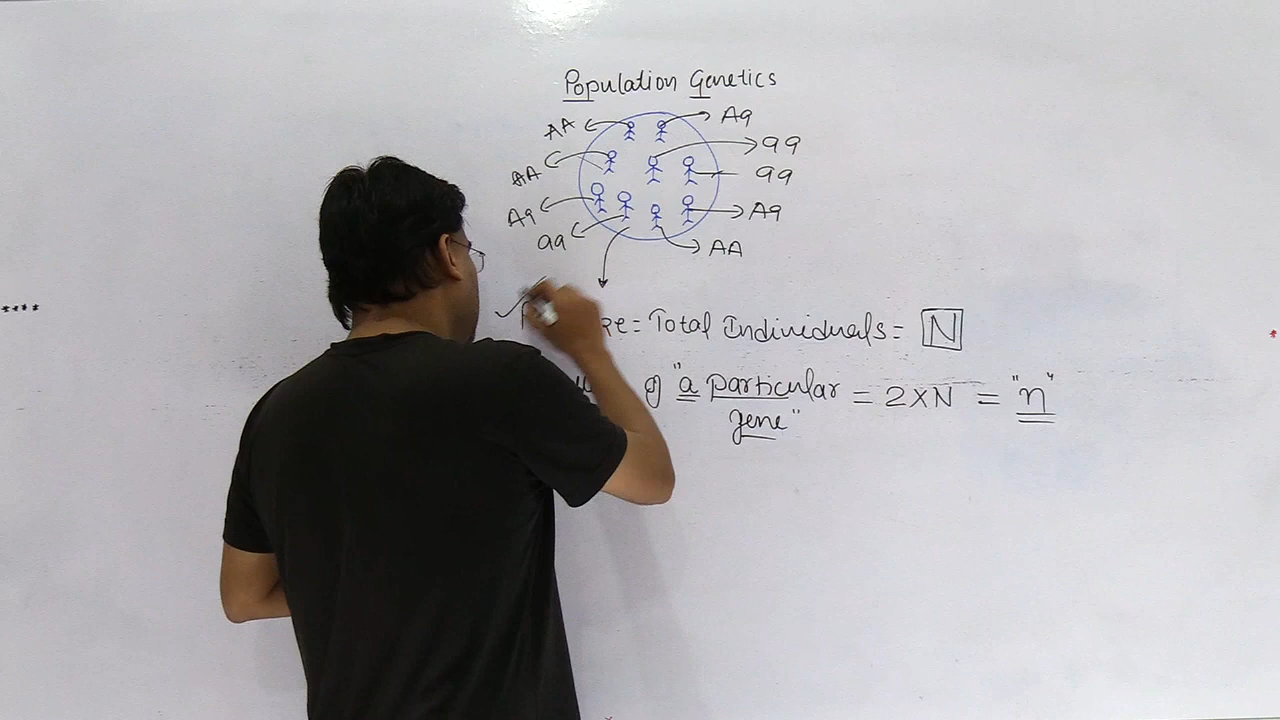 Population Genetics
AA Aq
qq
AA qq
Aq Aq
qq AA
= Total Individuals = N
of "a particular = 2×N = "n"
gene"
****
*